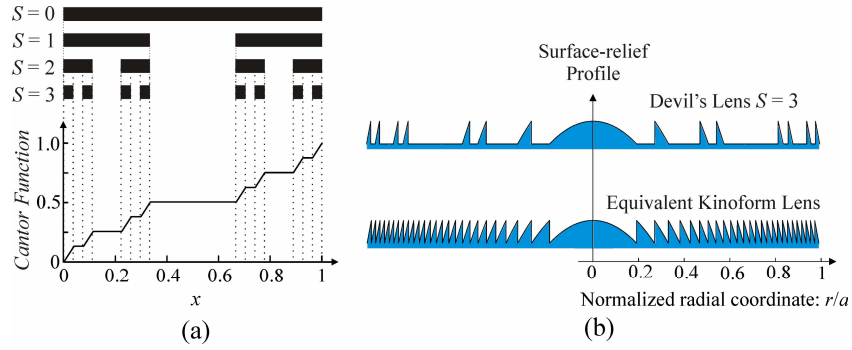 S = 0
S = 1
S = 2
S = 3
Cantor Function
1.0
0.5
0
0 0.2 0.4 0.6 0.8 1
x
(a)
Surface-relief
Profile
Devil's Lens S = 3
Equivalent Kinoform Lens
0 0.2 0.4 0.6 0.8 1
Normalized radial coordinate: r/a
(b)